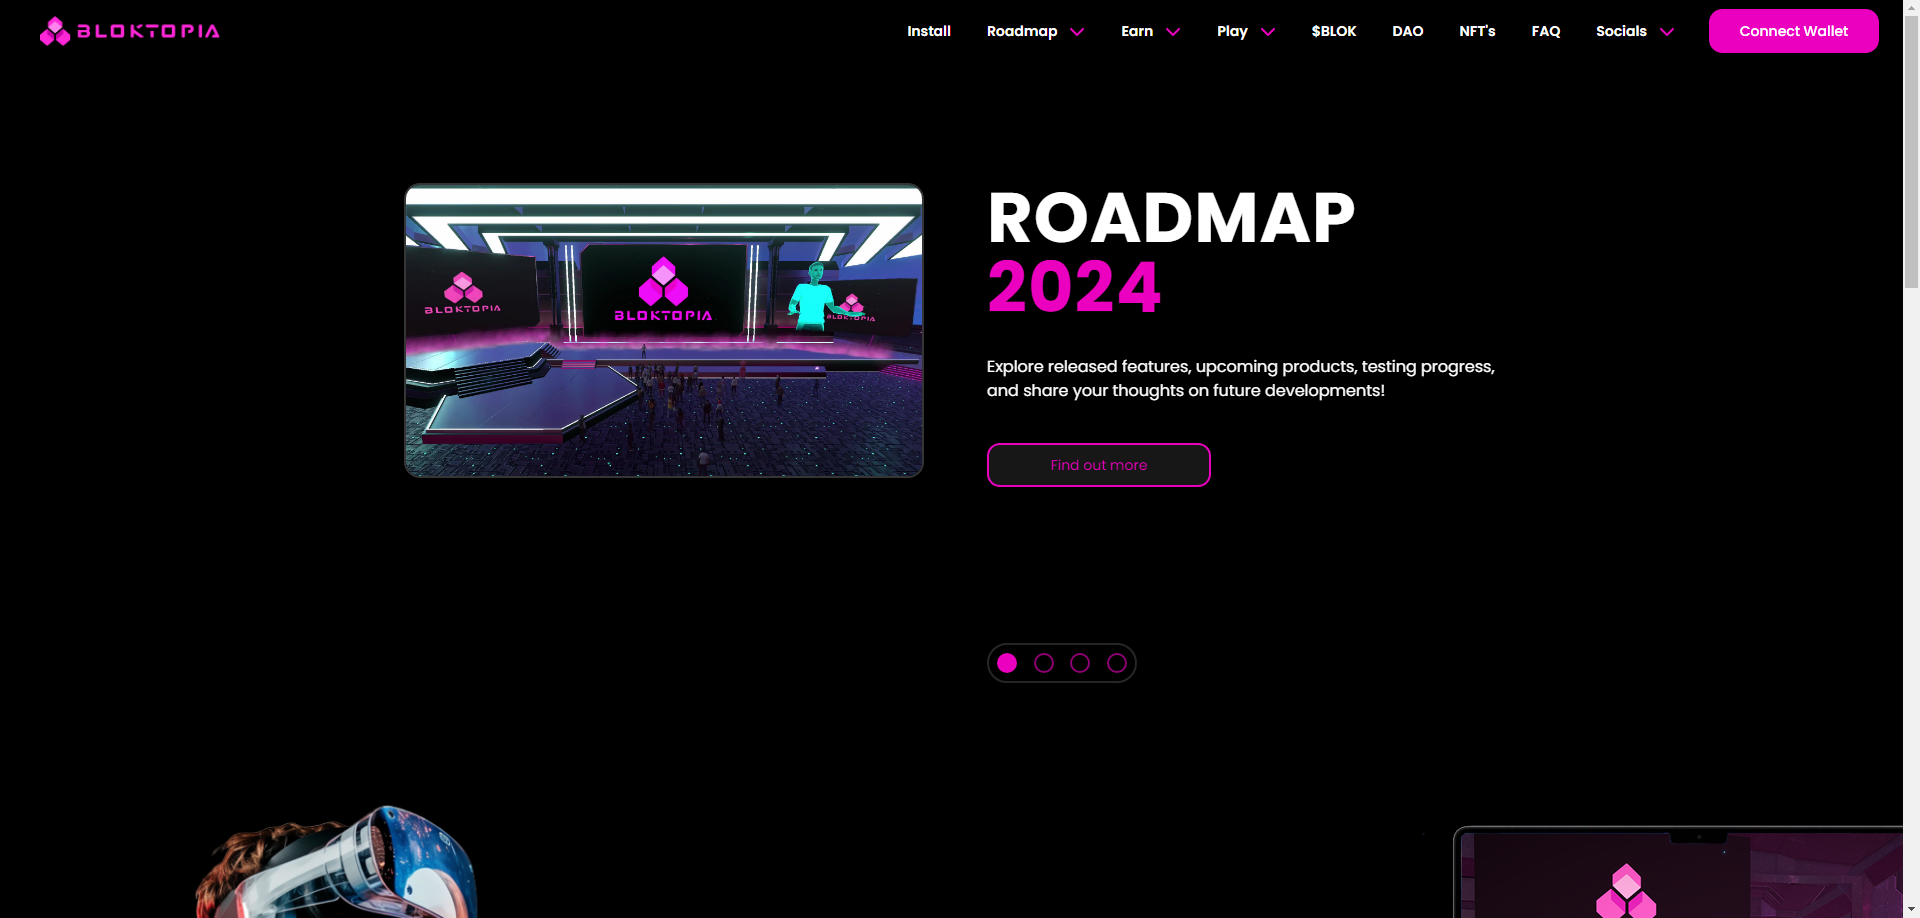 BLOKTOPIA
Install
Roadmap
Earn
Play
$BLOK
DAO
NFT's
FAQ
Socials
Connect Wallet
BLOKTOPIA
BLOKTOPIA
BLOKTOPIA
ROADMAP
2024
Explore released features, upcoming products, testing progress,
and share your thoughts on future developments!
Find out more